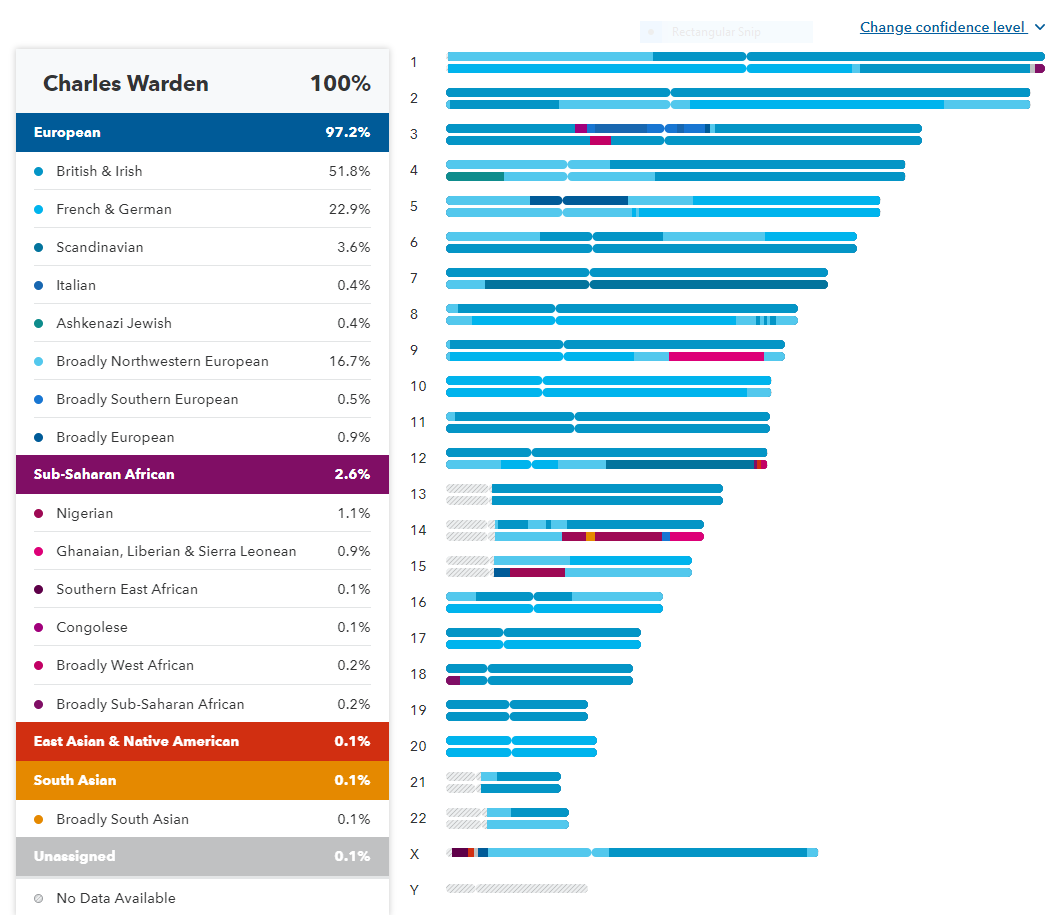 Rectangular Snip
Change confidence level
Charles Warden 100%
European 97.2%
British & Irish 51.8%
French & German 22.9%
Scandinavian 3.6%
Italian 0.4%
Ashkenazi Jewish 0.4%
Broadly Northwestern European 16.7%
Broadly Southern European 0.5%
Broadly European 0.9%
Sub-Saharan African 2.6%
Nigerian 1.1%
Ghanaian, Liberian & Sierra Leonean 0.9%
Southern East African 0.1%
Congolese 0.1%
Broadly West African 0.2%
Broadly Sub-Saharan African 0.2%
East Asian & Native American 0.1%
South Asian 0.1%
Broadly South Asian 0.1%
Unassigned 0.1%
No Data Available
1
2
3
4
5
6
7
8
9
10
11
12
13
14
15
16
17
18
19
20
21
22
X
Y